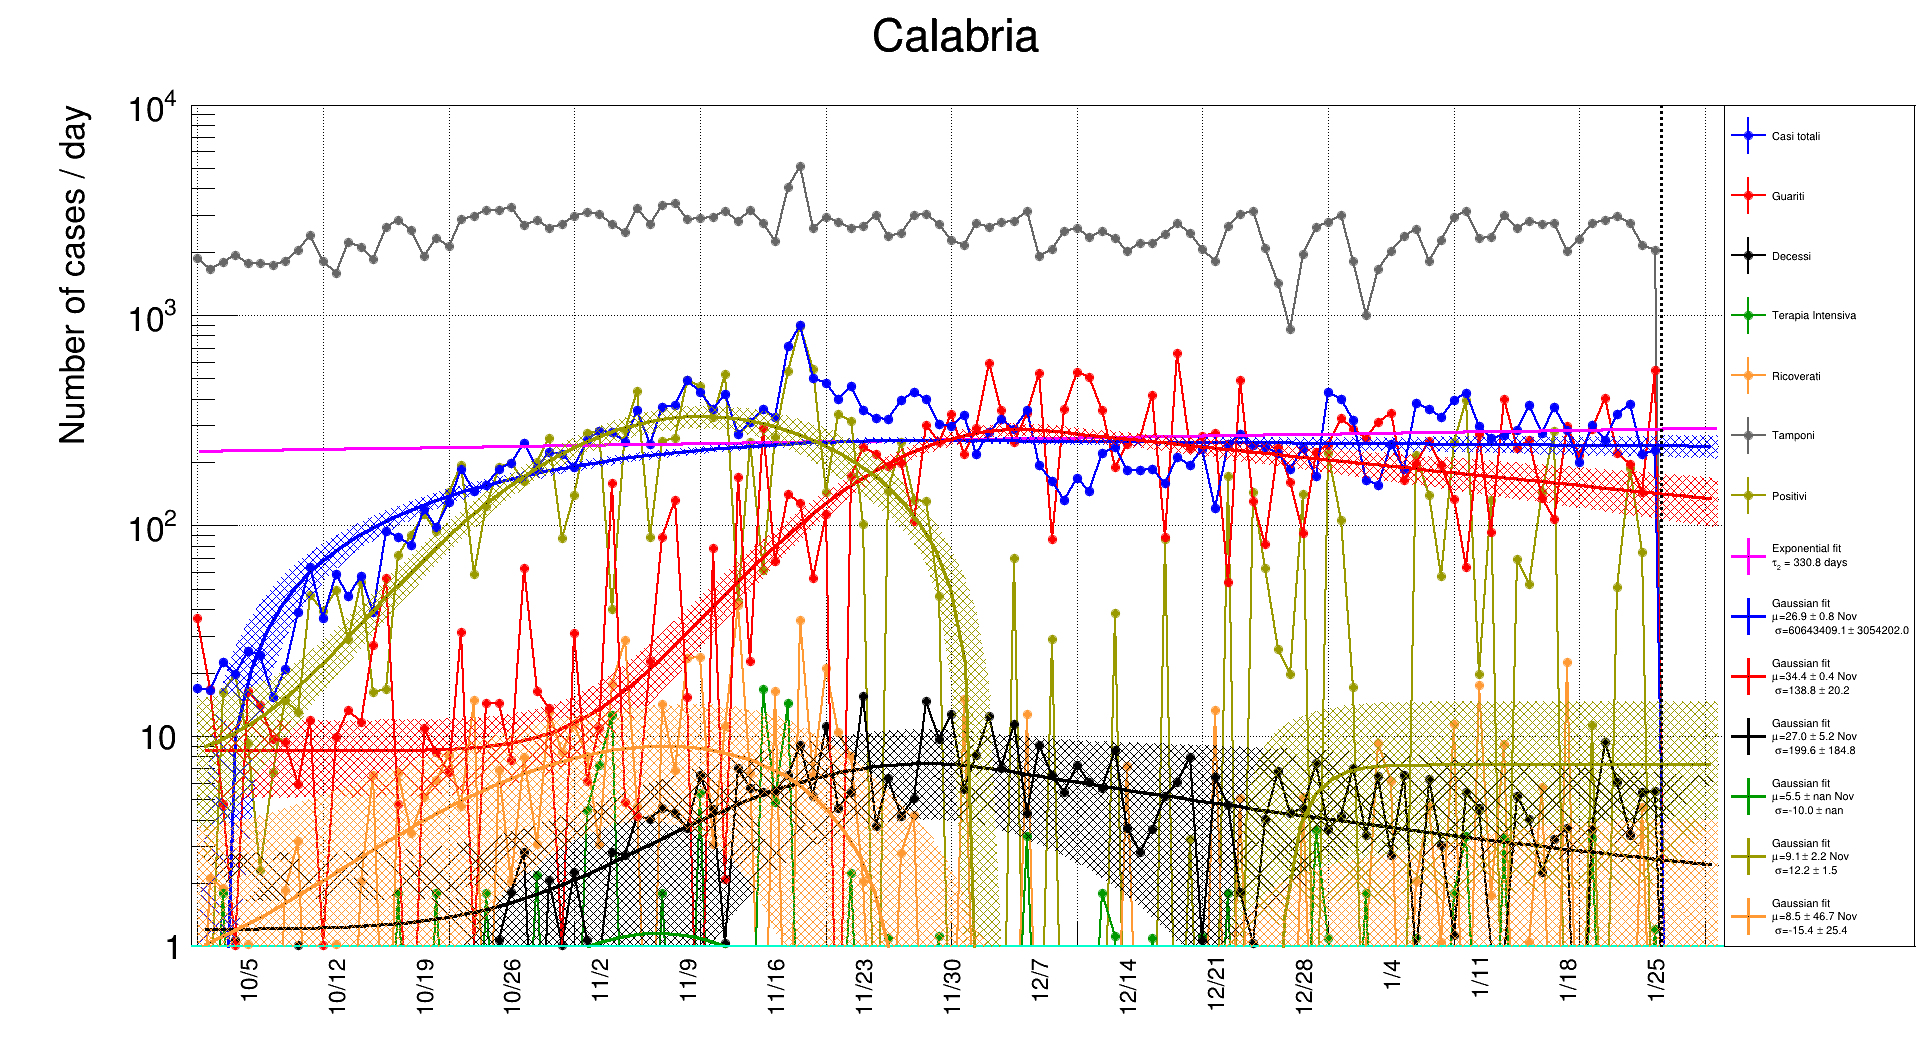 Calabria
Number of cases / day
10^4
10^3
10^2
10
1
10/5
10/12
10/19
10/26
11/2
11/9
11/16
11/23
11/30
12/7
12/14
12/21
12/28
1/4
1/11
1/18
1/25
Casi totali
Guariti
Decessi
Terapia Intensiva
Ricoverati
Tamponi
Positivi
Exponential fit
τ₂ = 330.8 days
Gaussian fit
μ=26.9 ± 0.8 Nov
σ=60643409.1 ± 3054202.0
Gaussian fit
μ=34.4 ± 0.4 Nov
σ=138.8 ± 20.2
Gaussian fit
μ=27.0 ± 5.2 Nov
σ=199.6 ± 184.8
Gaussian fit
μ=5.5 ± nan Nov
σ=-10.0 ± nan
Gaussian fit
μ=9.1 ± 2.2 Nov
σ=12.2 ± 1.5
Gaussian fit
μ=8.5 ± 46.7 Nov
σ=-15.4 ± 25.4